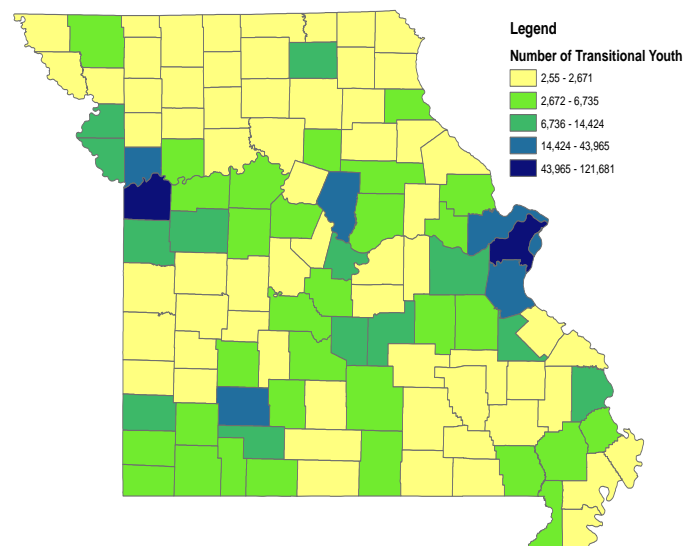 Legend
Number of Transitional Youth
2,55 - 2,671
2,672 - 6,735
6,736 - 14,424
14,424 - 43,965
43,965 - 121,681